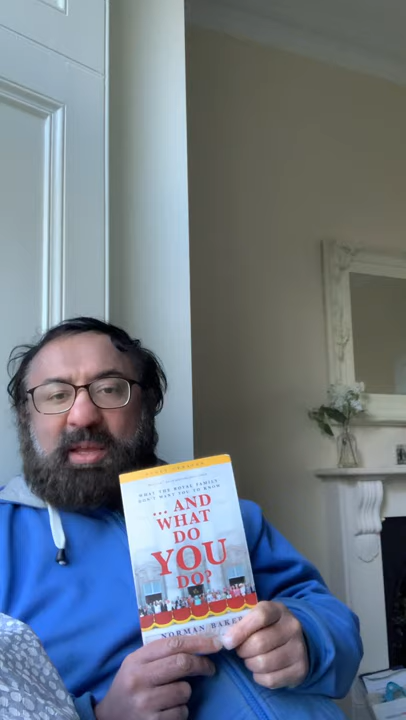 WHAT THE ROYAL FAMILY
DON'T WANT YOU TO KNOW
... AND
WHAT
DO
YOU
DO?
NORMAN BAKER